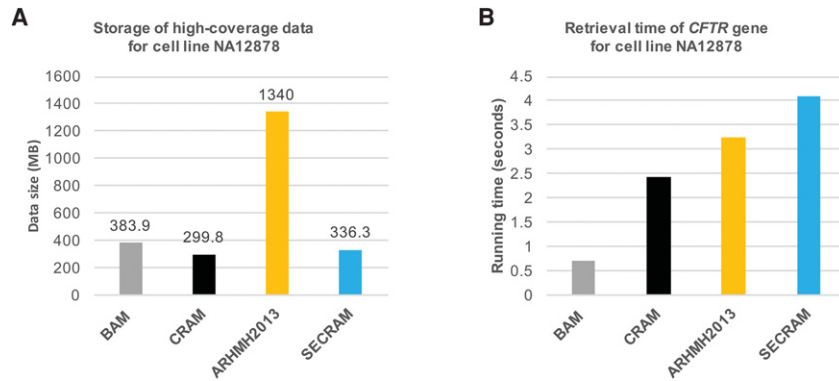 A
Storage of high-coverage data
for cell line NA12878
Data size (MB)
1600
1400
1200
1000
800
600
400
200
0
383.9
299.8
1340
336.3
BAM
CRAM
ARHMH2013
SECRAM
B
Retrieval time of CFTR gene
for cell line NA12878
Running time (seconds)
4.5
4
3.5
3
2.5
2
1.5
1
0.5
0
BAM
CRAM
ARHMH2013
SECRAM